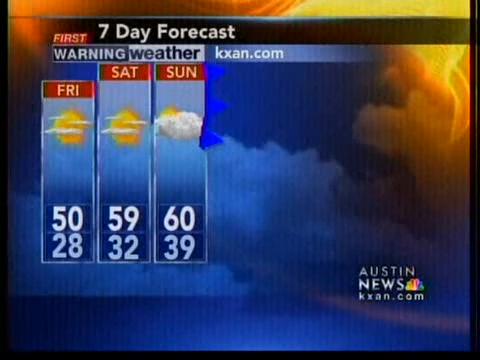 FIRST 7 Day Forecast
WARNING weather kxan.com
FRI SAT SUN
50 59 60
28 32 39
AUSTIN
NEWS
kxan.com